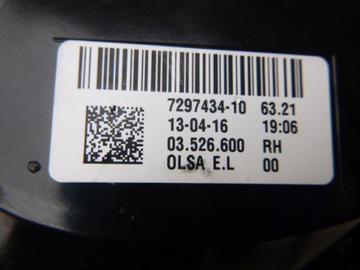 7297434-10 63.21
13-04-16 19:06
03.526.600 RH
OLSA E.L 00